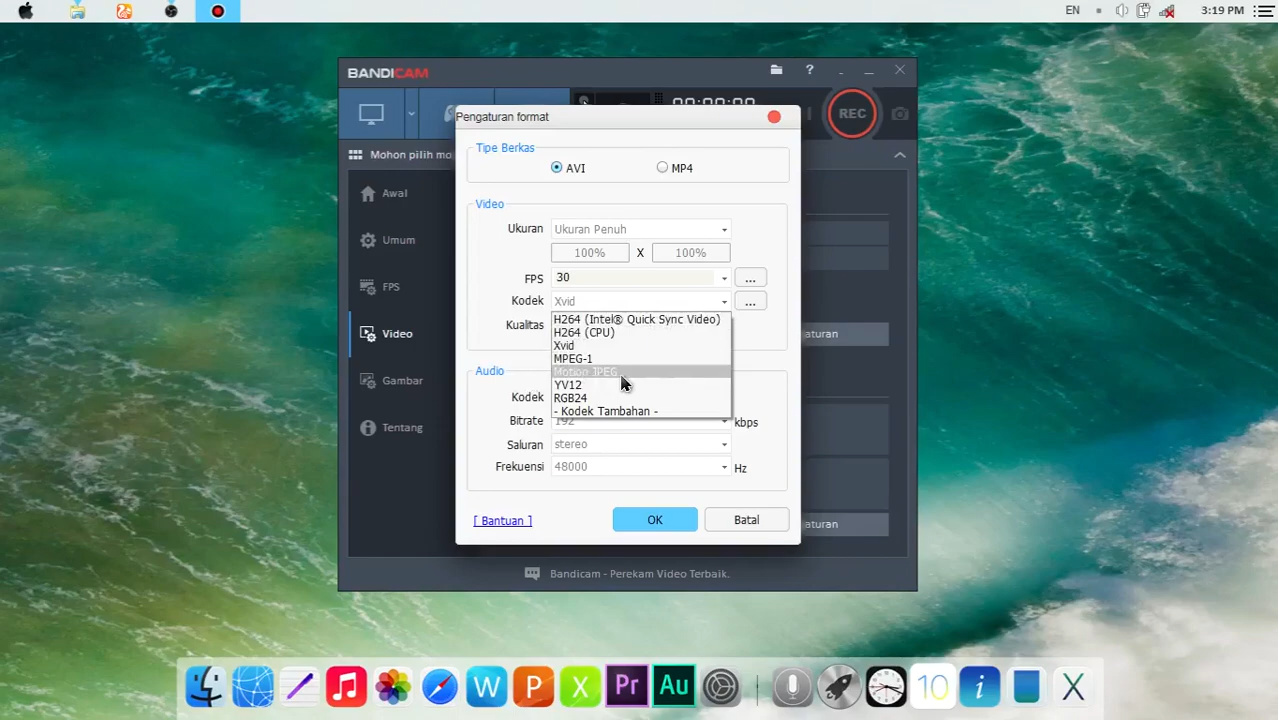 EN
3:19 PM
BANDICAM
?
00:00:00
REC
Mohon pilih mo
Pengaturan format
Awal
Umum
FPS
Video
Gambar
Tentang
Tipe Berkas
AVI
MP4
Video
Ukuran
Ukuran Penuh
100%
X
100%
FPS
30
...
Kodek
Xvid
...
Kualitas
H264 (Intel® Quick Sync Video)
H264 (CPU)
Xvid
MPEG-1
Motion JPEG
YV12
RGB24
- Kodek Tambahan -
Audio
Kodek
Bitrate
192
kbps
Saluran
stereo
Frekuensi
48000
Hz
[ Bantuan ]
OK
Batal
aturan
aturan
Bandicam - Perekam Video Terbaik.
W
P
X
Pr
Au
10
i
X